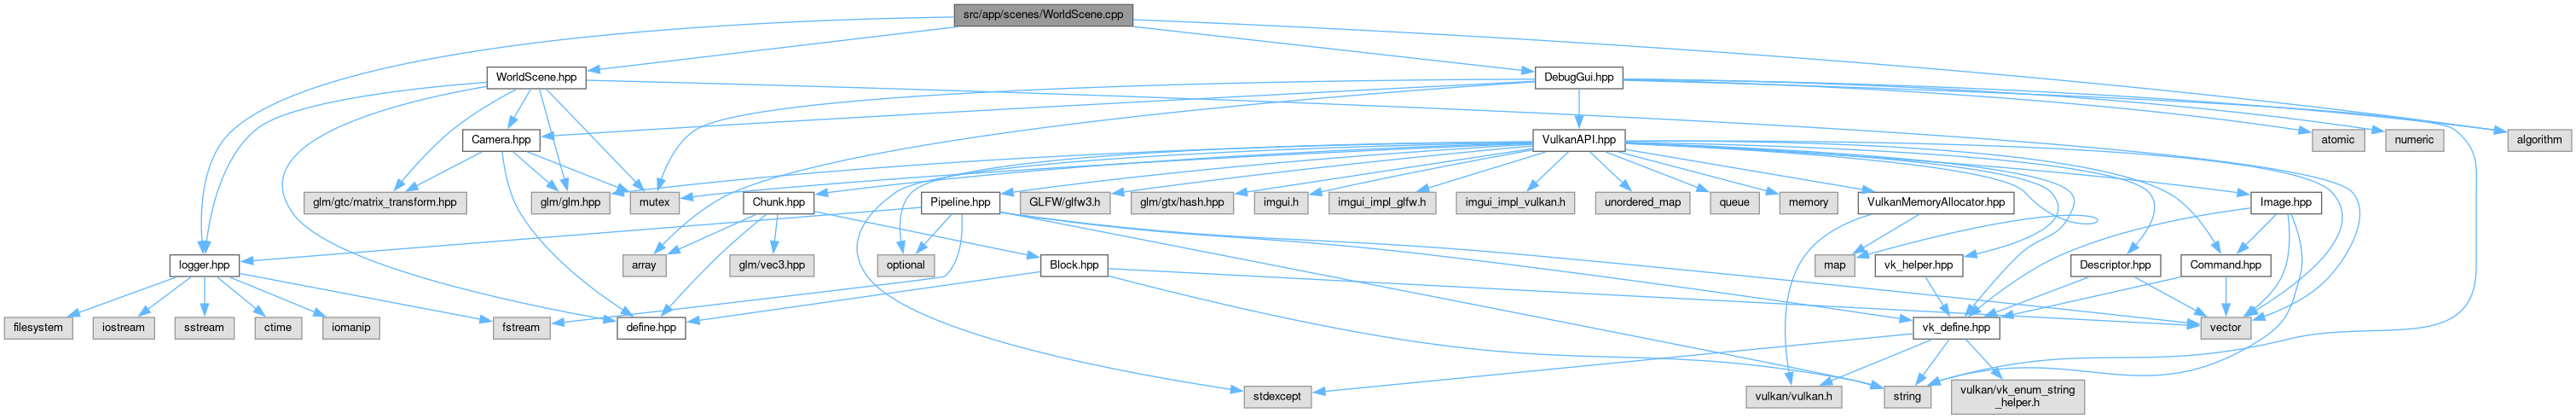 src/app/scenes/WorldScene.cpp
WorldScene.hpp
DebugGui.hpp
Camera.hpp
VulkanAPI.hpp
atomic
numeric
algorithm
glm/gtc/matrix_transform.hpp
glm/glm.hpp
mutex
Chunk.hpp
Pipeline.hpp
GLFW/glfw3.h
glm/gtx/hash.hpp
imgui.h
imgui_impl_glfw.h
imgui_impl_vulkan.h
unordered_map
queue
memory
VulkanMemoryAllocator.hpp
Image.hpp
logger.hpp
array
glm/vec3.hpp
optional
Block.hpp
map
vk_helper.hpp
Descriptor.hpp
Command.hpp
filesystem
iostream
sstream
ctime
iomanip
fstream
define.hpp
vk_define.hpp
vector
stdexcept
vulkan/vulkan.h
string
vulkan/vk_enum_string
_helper.h